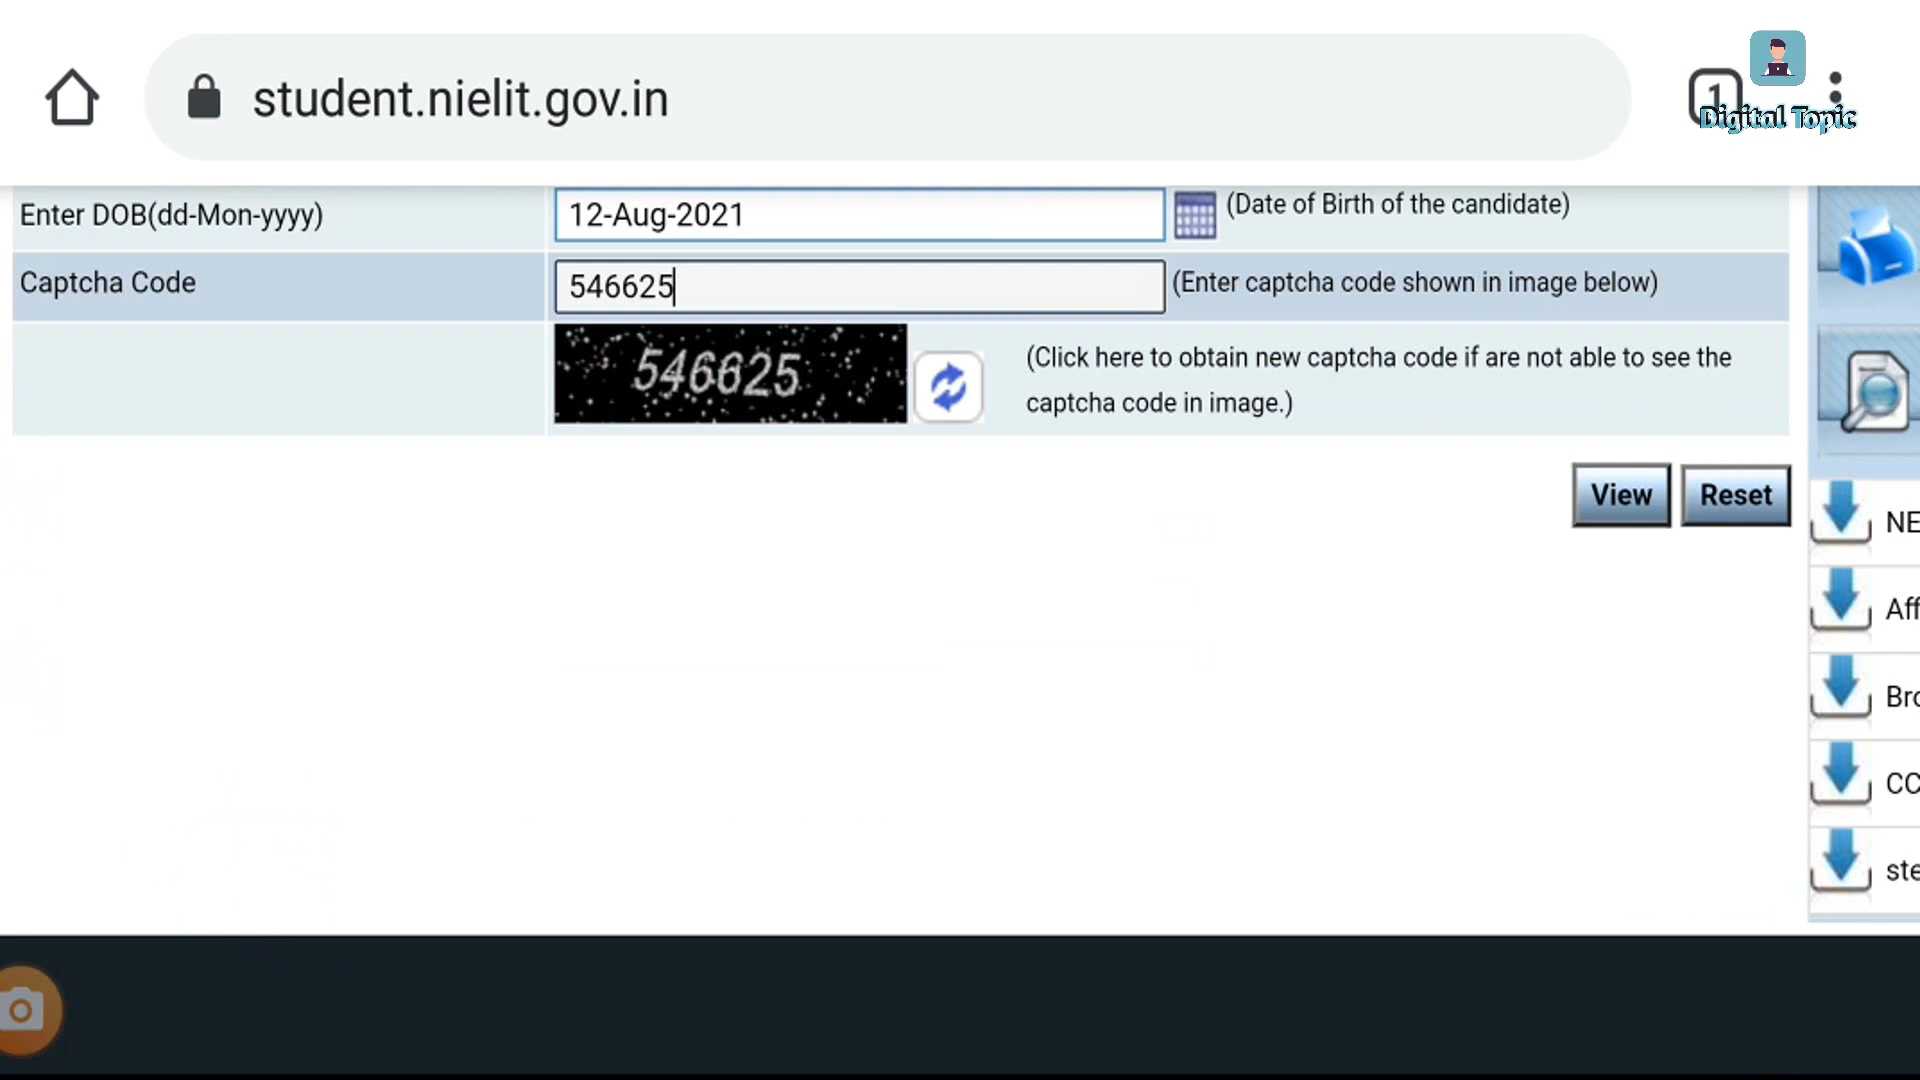 student.nielit.gov.in
1
Digital Topic
Enter DOB(dd-Mon-yyyy)
12-Aug-2021
(Date of Birth of the candidate)
Captcha Code
546625
(Enter captcha code shown in image below)
546625
(Click here to obtain new captcha code if are not able to see the
captcha code in image.)
View
Reset
NE
Aff
Bro
CC
ste